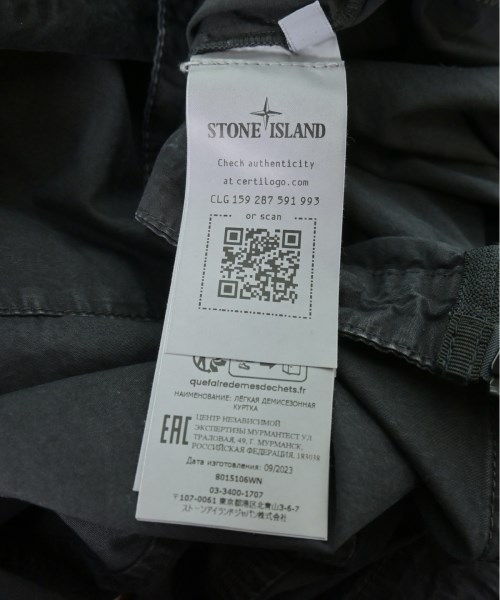 STONE ISLAND
Check authenticity
at certilogo.com
CLG 159 287 591 993
or scan
quefairedemesdechets.fr
НАИМЕНОВАНИЕ: ЛЁГКАЯ ДЕМИСЕЗОННАЯ
КУРТКА
EAC
ЦЕНТР НЕЗАВИСИМОЙ
ЭКСПЕРТИЗЫ МУРМАНТЕСТ УЛ.
ТРАЛОВАЯ, 49, Г. МУРМАНСК,
РОССИЙСКАЯ ФЕДЕРАЦИЯ, 183038
Дата изготовления: 09/2023
8015106WN
03-3400-1707
〒107-0061 東京都港区北青山3-6-7
ストーンアイランドジャパン株式会社